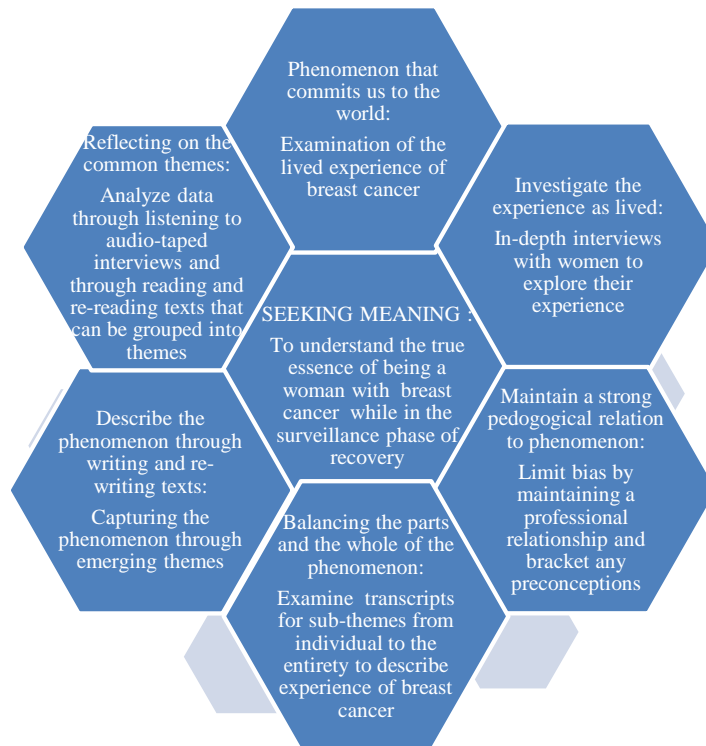 Phenomenon that
commits us to the
world:
Examination of the
lived experience of
breast cancer
Investigate the
experience as lived:
In-depth interviews
with women to
explore their
experience
Maintain a strong
pedogogical relation
to phenomenon:
Limit bias by
maintaining a
professional
relationship and
bracket any
preconceptions
Balancing the parts
and the whole of the
phenomenon:
Examine transcripts
for sub-themes from
individual to the
entirety to describe
experience of breast
cancer
Describe the
phenomenon through
writing and re-
writing texts:
Capturing the
phenomenon through
emerging themes
Reflecting on the
common themes:
Analyze data
through listening to
audio-taped
interviews and
through reading and
re-reading texts that
can be grouped into
themes
SEEKING MEANING :
To understand the true
essence of being a
woman with breast
cancer while in the
surveillance phase of
recovery